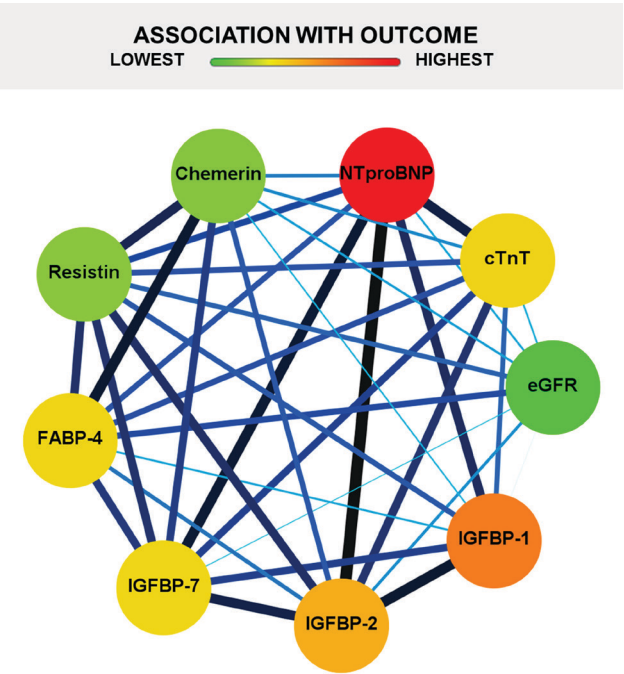 ASSOCIATION WITH OUTCOME
LOWEST HIGHEST
Chemerin NTproBNP
cTnT
Resistin
eGFR
FABP-4
IGFBP-1
IGFBP-7
IGFBP-2